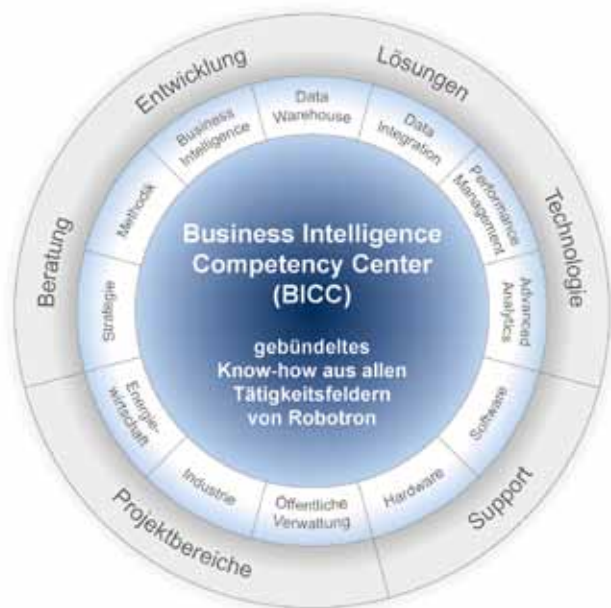 Entwicklung
Lösungen
Technologie
Support
Projektbereiche
Beratung
Business
Intelligence
Data
Warehouse
Data
Integration
Performance
Management
Advanced
Analytics
Software
Hardware
Öffentliche
Verwaltung
Industrie
Energie-
wirtschaft
Strategie
Methodik
Business Intelligence
Competency Center
(BICC)
gebündeltes
Know-how aus allen
Tätigkeitsfeldern
von Robotron